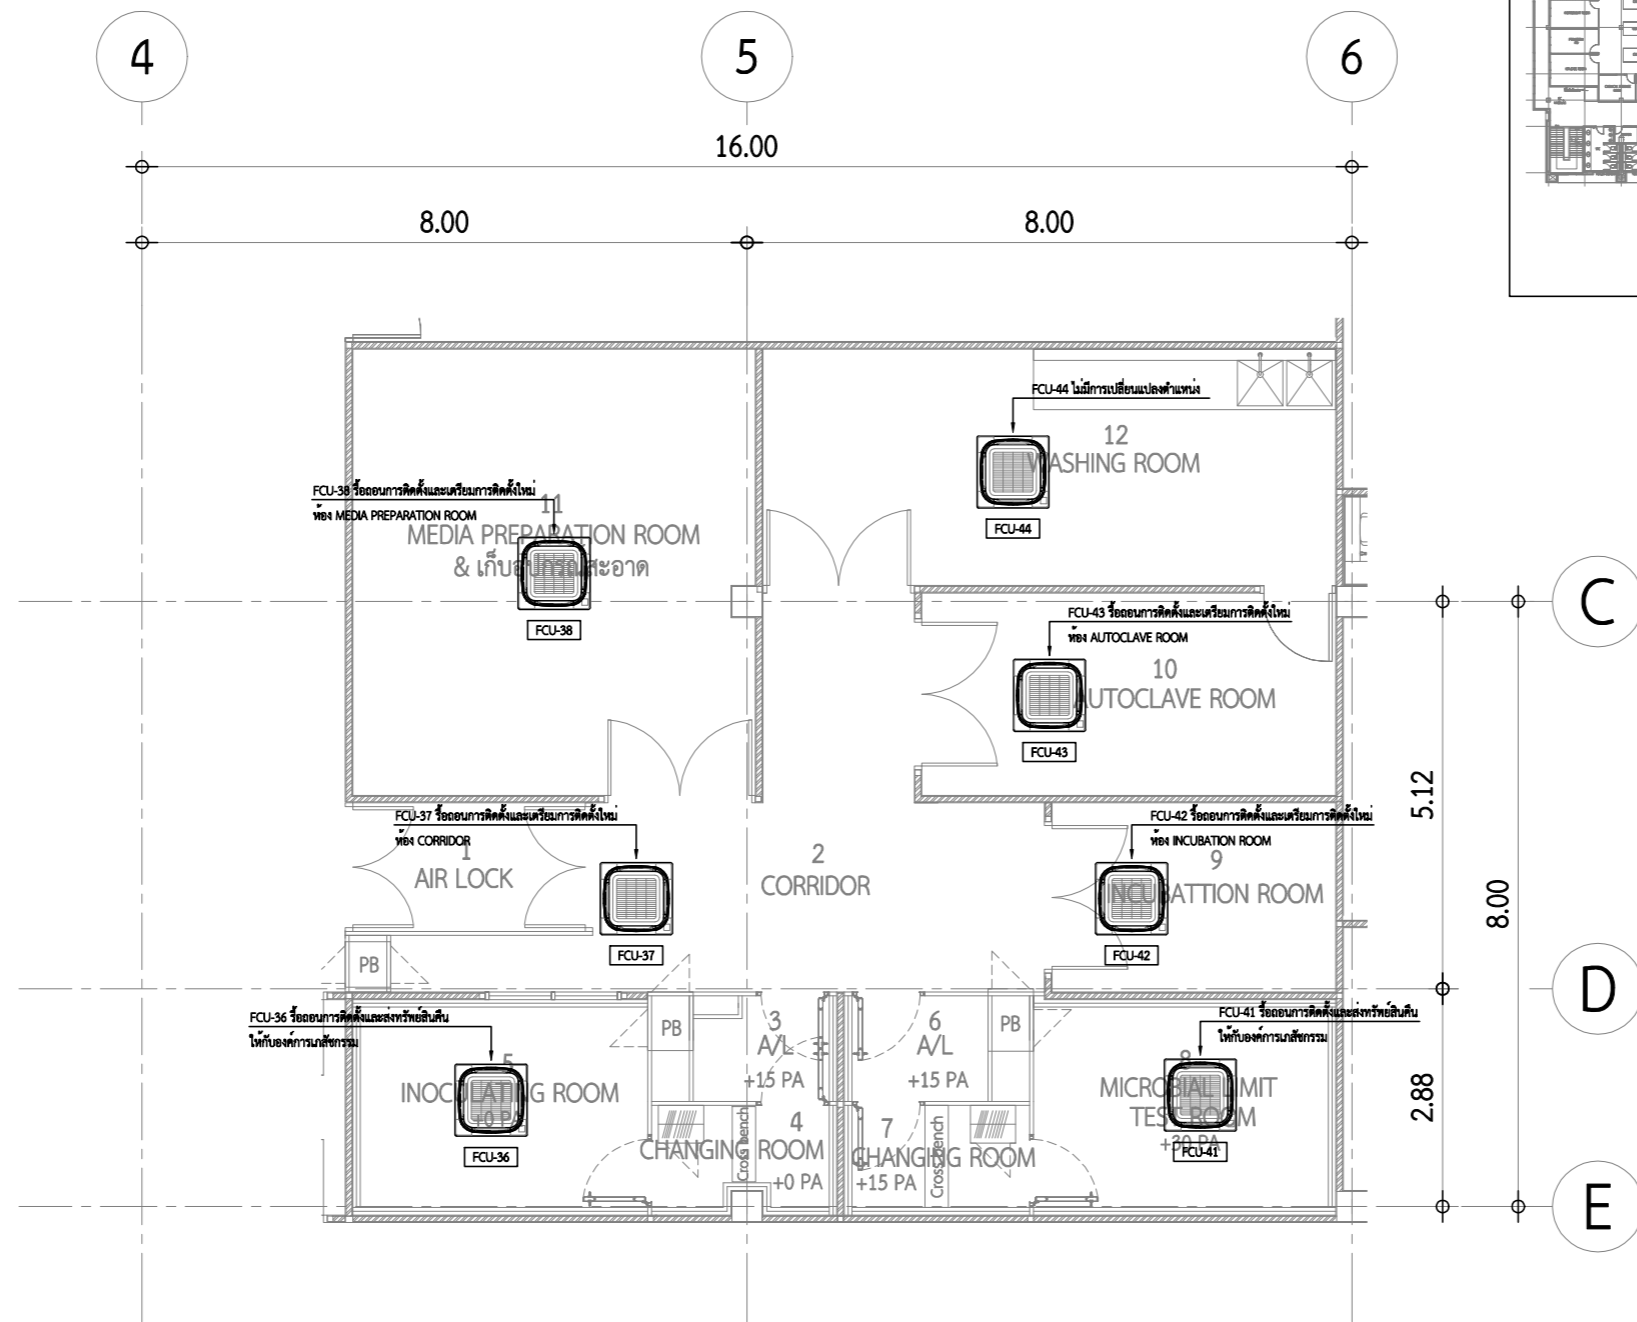 4
5
6
16.00
8.00
8.00
FCU-44 ไม่มีการเปลี่ยนแปลงตำแหน่ง
12
WASHING ROOM
FCU-44
FCU-38 รื้อถอนการติดตั้งและเตรียมการติดตั้งใหม่
ห้อง MEDIA PREPARATION ROOM
11
MEDIA PREPARATION ROOM
& เก็บอุปกรณ์สะอาด
FCU-38
C
FCU-43 รื้อถอนการติดตั้งและเตรียมการติดตั้งใหม่
ห้อง AUTOCLAVE ROOM
10
AUTOCLAVE ROOM
FCU-43
5.12
8.00
FCU-37 รื้อถอนการติดตั้งและเตรียมการติดตั้งใหม่
ห้อง CORRIDOR
1
AIR LOCK
FCU-37
2
CORRIDOR
FCU-42 รื้อถอนการติดตั้งและเตรียมการติดตั้งใหม่
ห้อง INCUBATION ROOM
9
INCUBATTION ROOM
FCU-42
PB
D
FCU-36 รื้อถอนการติดตั้งและส่งทรัพย์สินคืน
ให้กับองค์การเภสัชกรรม
5
INOCULATING ROOM
+0 PA
FCU-36
PB
3
A/L
+15 PA
6
A/L
+15 PA
PB
FCU-41 รื้อถอนการติดตั้งและส่งทรัพย์สินคืน
ให้กับองค์การเภสัชกรรม
8
MICROBIAL LIMIT
TEST ROOM
+30 PA
FCU-41
2.88
4
CHANGING ROOM
+0 PA
Cross bench
7
CHANGING ROOM
+15 PA
Cross bench
E